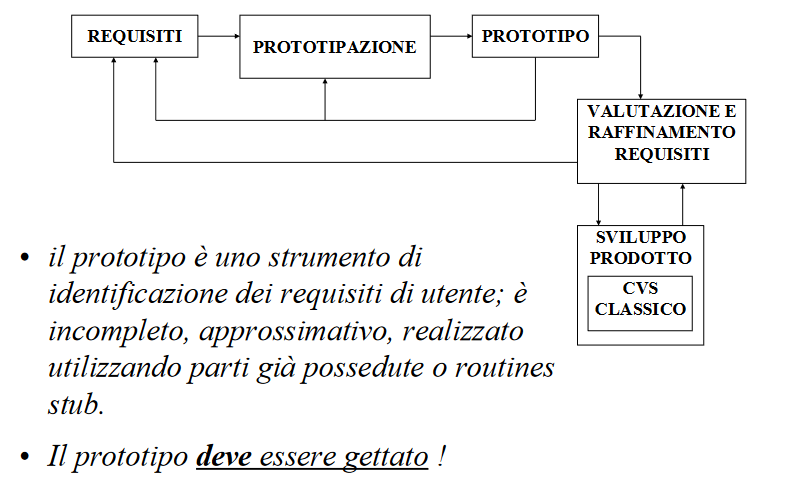 REQUISITI
PROTOTIPAZIONE
PROTOTIPO
VALUTAZIONE E
RAFFINAMENTO
REQUISITI
SVILUPPO
PRODOTTO
CVS
CLASSICO
• il prototipo è uno strumento di
identificazione dei requisiti di utente; è
incompleto, approssimativo, realizzato
utilizzando parti già possedute o routines
stub.
• Il prototipo deve essere gettato !